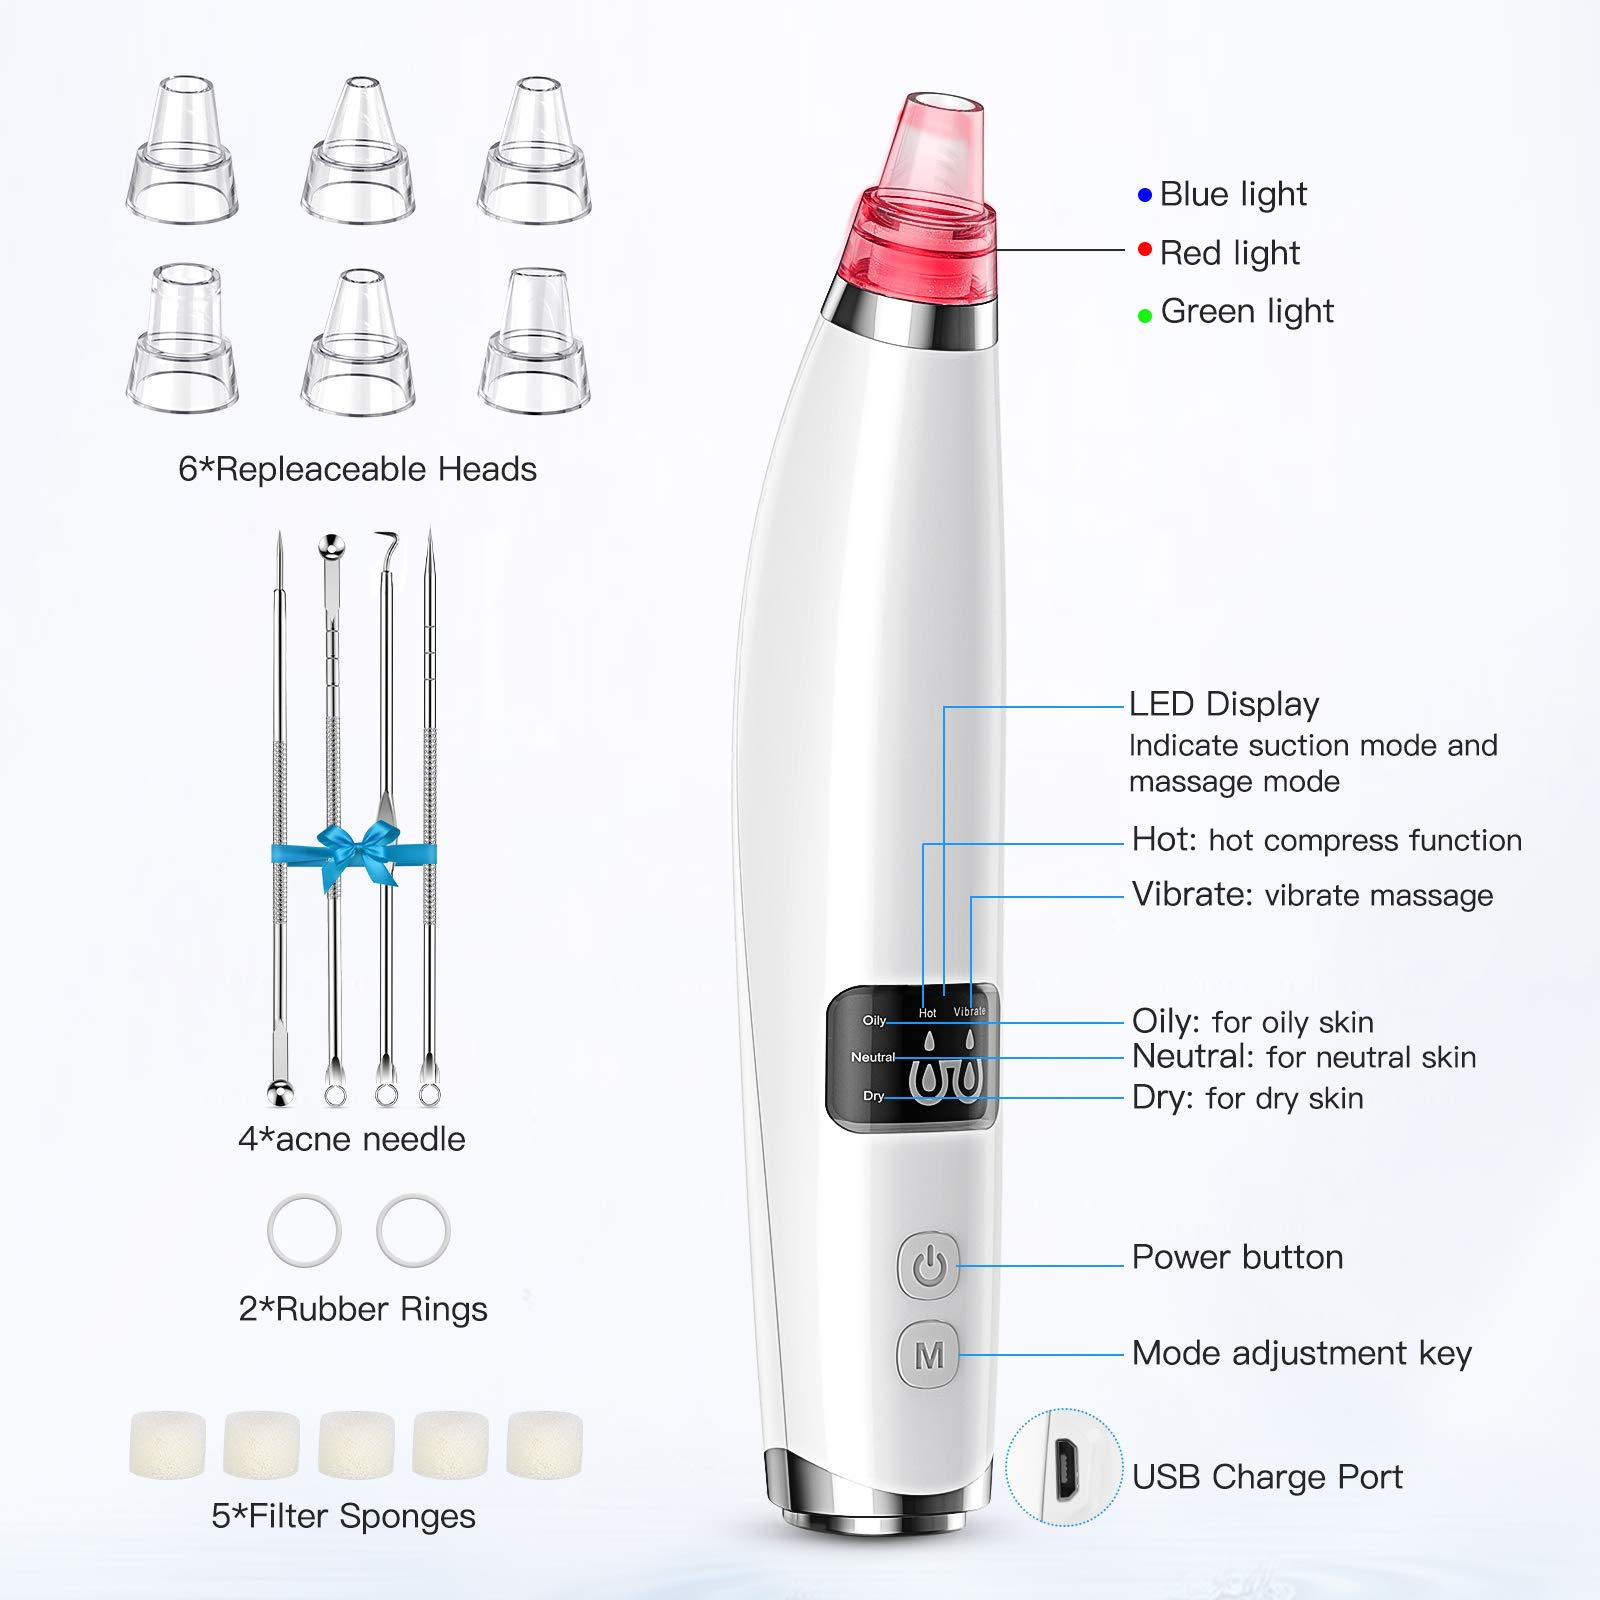 Blue light
Red light
Green light
6*Repleaceable Heads
LED Display
Indicate suction mode and
massage mode
Hot: hot compress function
Vibrate: vibrate massage
Hot Vibrate
Oily
Neutral
Dry
Oily: for oily skin
Neutral: for neutral skin
Dry: for dry skin
4*acne needle
Power button
2*Rubber Rings
M
Mode adjustment key
USB Charge Port
5*Filter Sponges